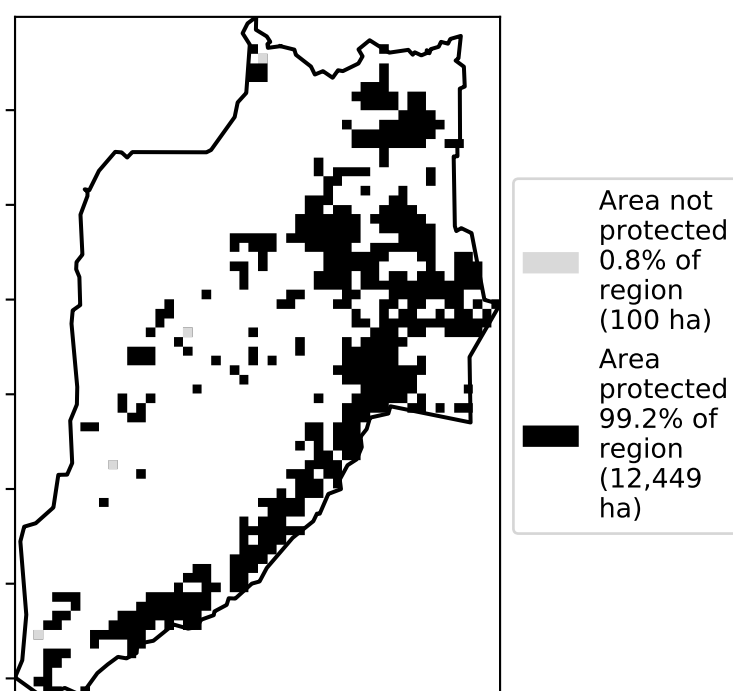 Area not
protected
0.8% of
region
(100 ha)
Area
protected
99.2% of
region
(12,449
ha)